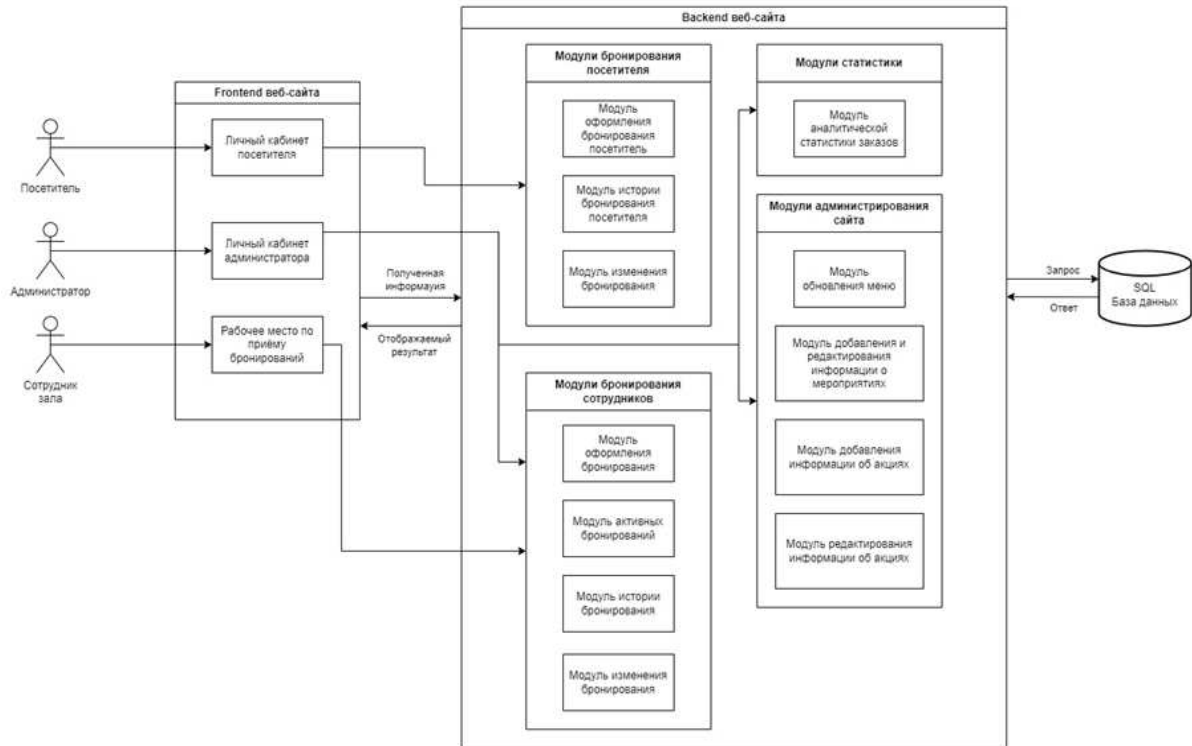 Backend веб-сайта
Frontend веб-сайта
Посетитель
Администратор
Сотрудник
зала
Личный кабинет
посетителя
Личный кабинет
администратора
Рабочее место по
приёму
бронирований
Полученная
информауия
Отображаемый
результат
Модули бронирования
посетителя
Модуль
оформления
бронирования
посетитель
Модуль истории
бронирования
посетителя
Модуль изменения
бронирования
Модули бронирования
сотрудников
Модуль
оформления
бронирования
Модуль активных
бронирований
Модуль истории
бронирования
Модуль изменения
бронирования
Модули статистики
Модуль
аналитической
статистики заказов
Модули администрирования
сайта
Модуль
обновления меню
Модуль добавления и
редактирования
информации о
мероприятиях
Модуль добавления
информации об акциях
Модуль редактирования
информации об акциях
Запрос
Ответ
SQL
База данных